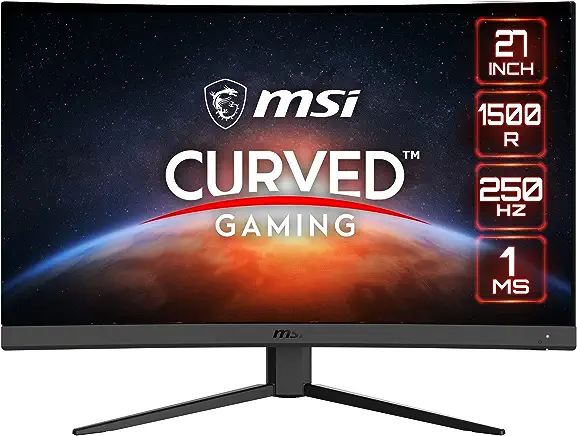 msi
CURVED™
GAMING
27
INCH
1500
R
250
HZ
1
MS
msi